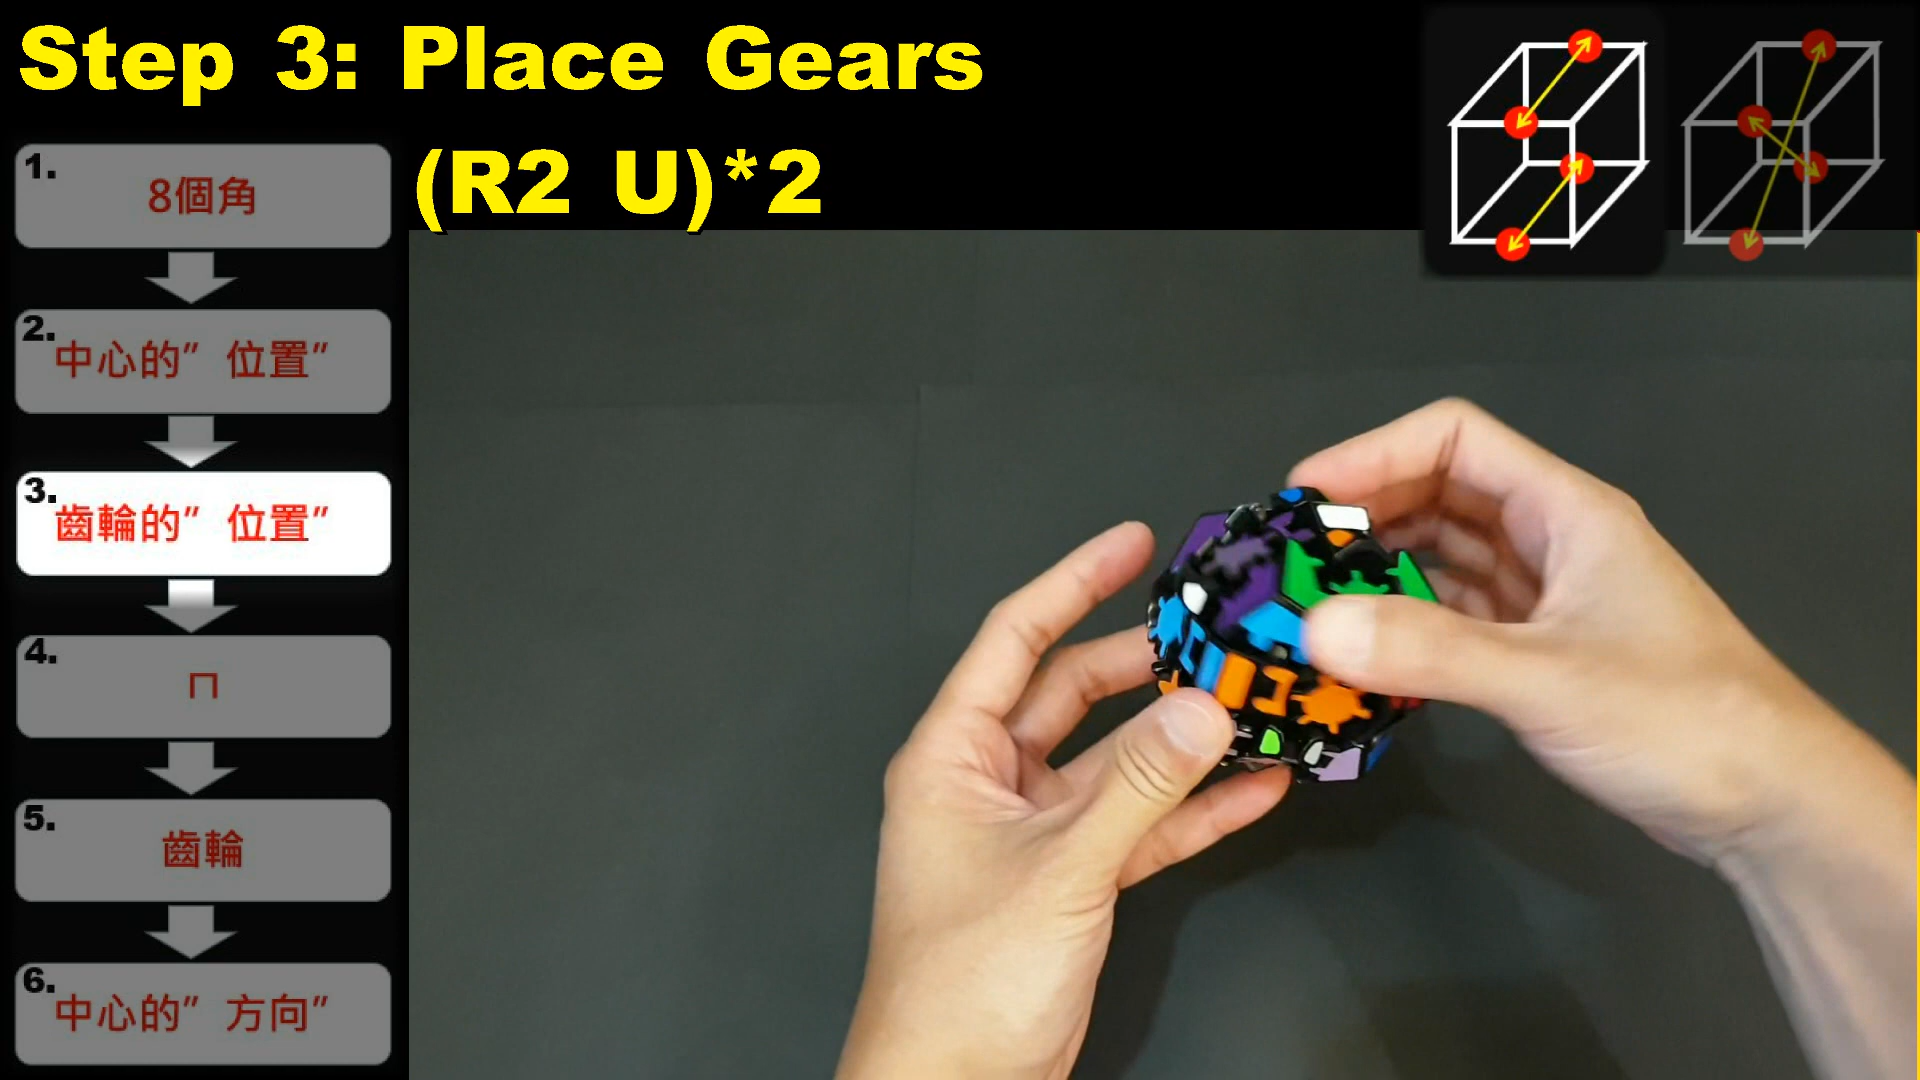 Step 3: Place Gears
(R2 U)*2
1.
8個角
2.
中心的”位置”
3.
齒輪的”位置”
4.
ㄇ
5.
齒輪
6.
中心的”方向”